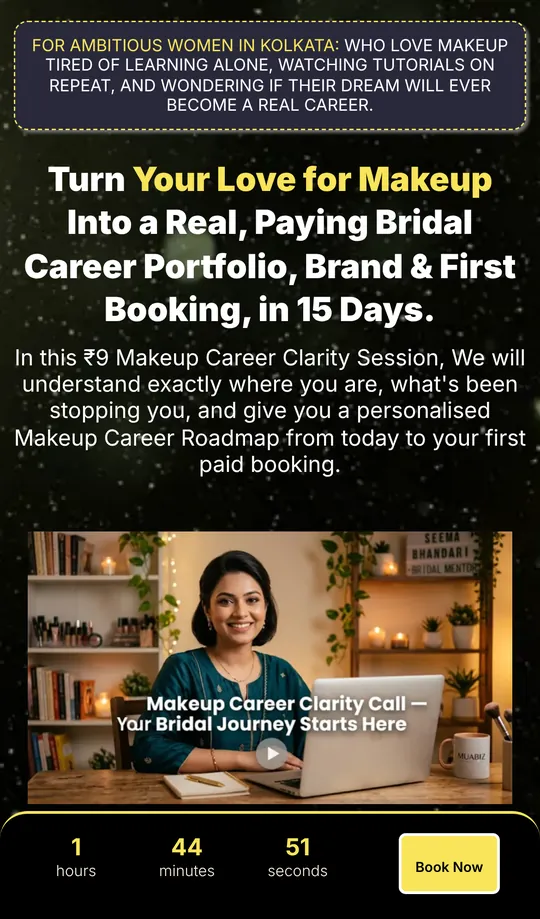 FOR AMBITIOUS WOMEN IN KOLKATA: WHO LOVE MAKEUP
TIRED OF LEARNING ALONE, WATCHING TUTORIALS ON
REPEAT, AND WONDERING IF THEIR DREAM WILL EVER
BECOME A REAL CAREER.
Turn Your Love for Makeup
Into a Real, Paying Bridal
Career Portfolio, Brand & First
Booking, in 15 Days.
In this ₹9 Makeup Career Clarity Session, We will
understand exactly where you are, what's been
stopping you, and give you a personalised
Makeup Career Roadmap from today to your first
paid booking.
SEEMA
BHANDARI
-BRIDAL MENTOR
Makeup Career Clarity Call —
Your Bridal Journey Starts Here
MUABIZ
1 44 51
hours minutes seconds
Book Now